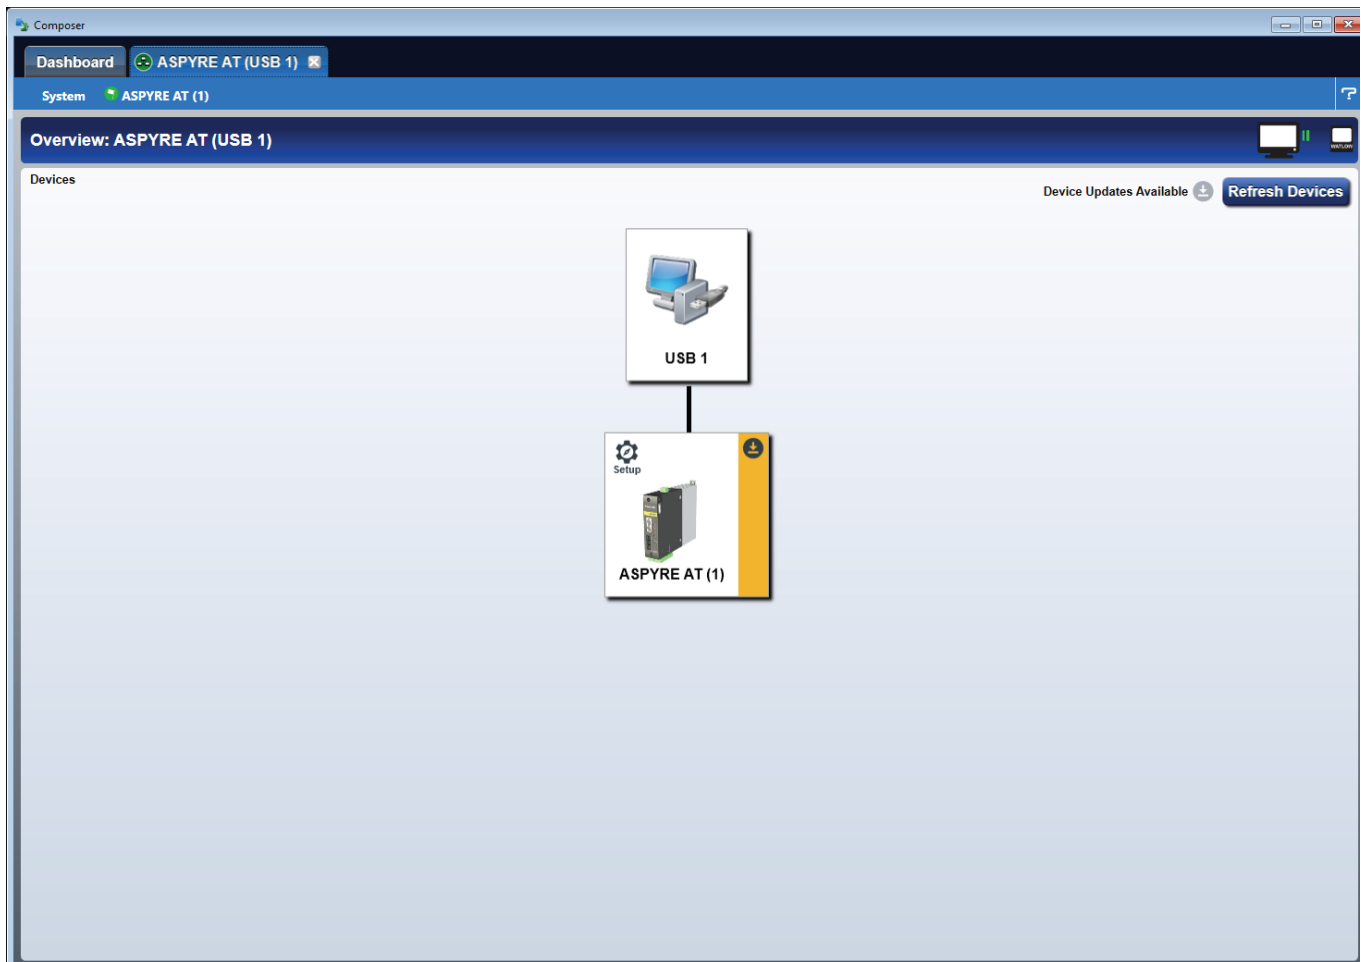 Composer
Dashboard
ASPYRE AT (USB 1)
System
ASPYRE AT (1)
Overview: ASPYRE AT (USB 1)
WATLOW
Devices
Device Updates Available
Refresh Devices
USB 1
Setup
ASPYRE AT (1)